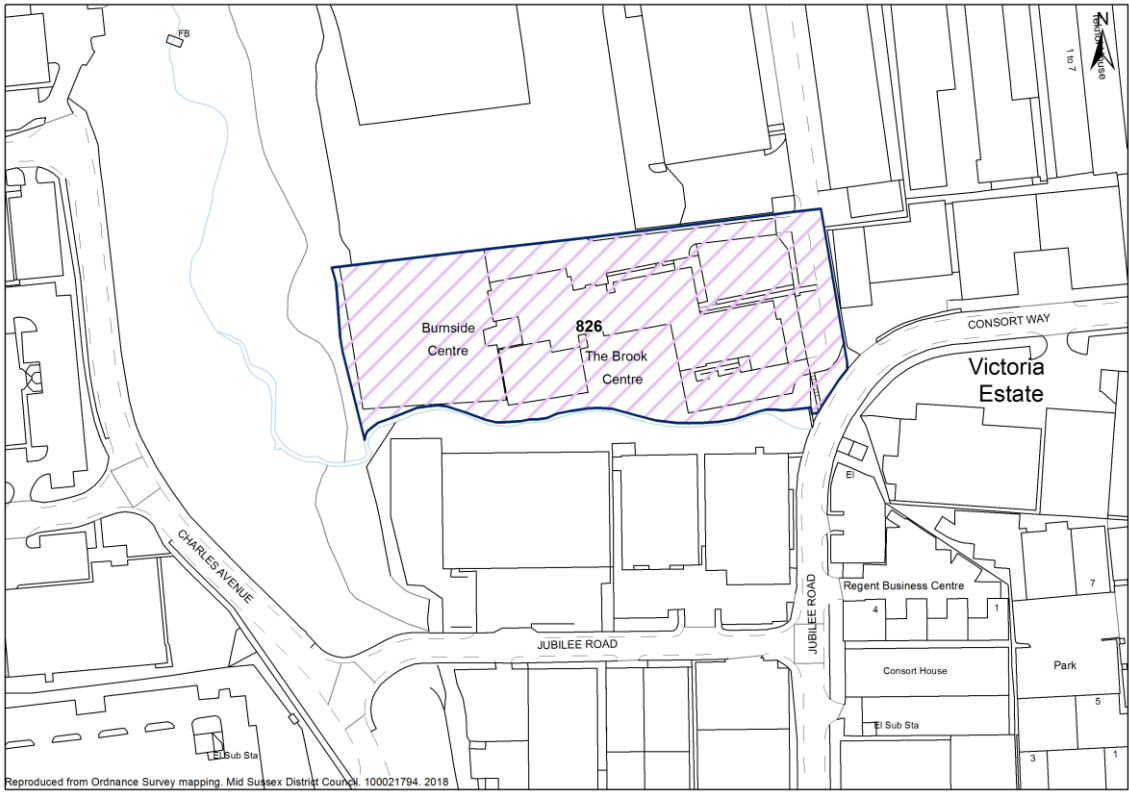 FB
N
Teknol House
1 to 7
Burnside
Centre
826
The Brook
Centre
CONSORT WAY
Victoria
Estate
El
CHARLES AVENUE
JUBILEE ROAD
JUBILEE ROAD
Regent Business Centre
7
4
1
Consort House
Park
El Sub Sta
5
El Sub Sta
3
1
Reproduced from Ordnance Survey mapping. Mid Sussex District Council. 100021794. 2018